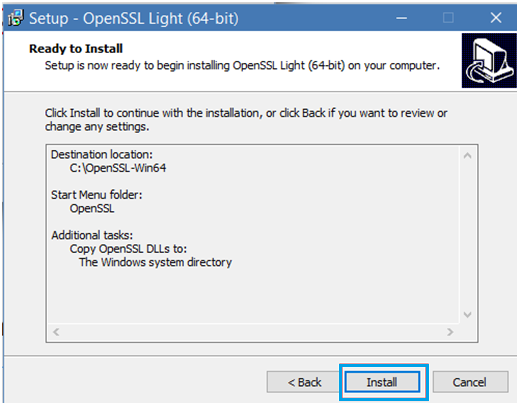 Setup - OpenSSL Light (64-bit)
Ready to Install
Setup is now ready to begin installing OpenSSL Light (64-bit) on your computer.
Click Install to continue with the installation, or click Back if you want to review or
change any settings.
Destination location:
C:\OpenSSL-Win64
Start Menu folder:
OpenSSL
Additional tasks:
Copy OpenSSL DLLs to:
The Windows system directory
< Back
Install
Cancel